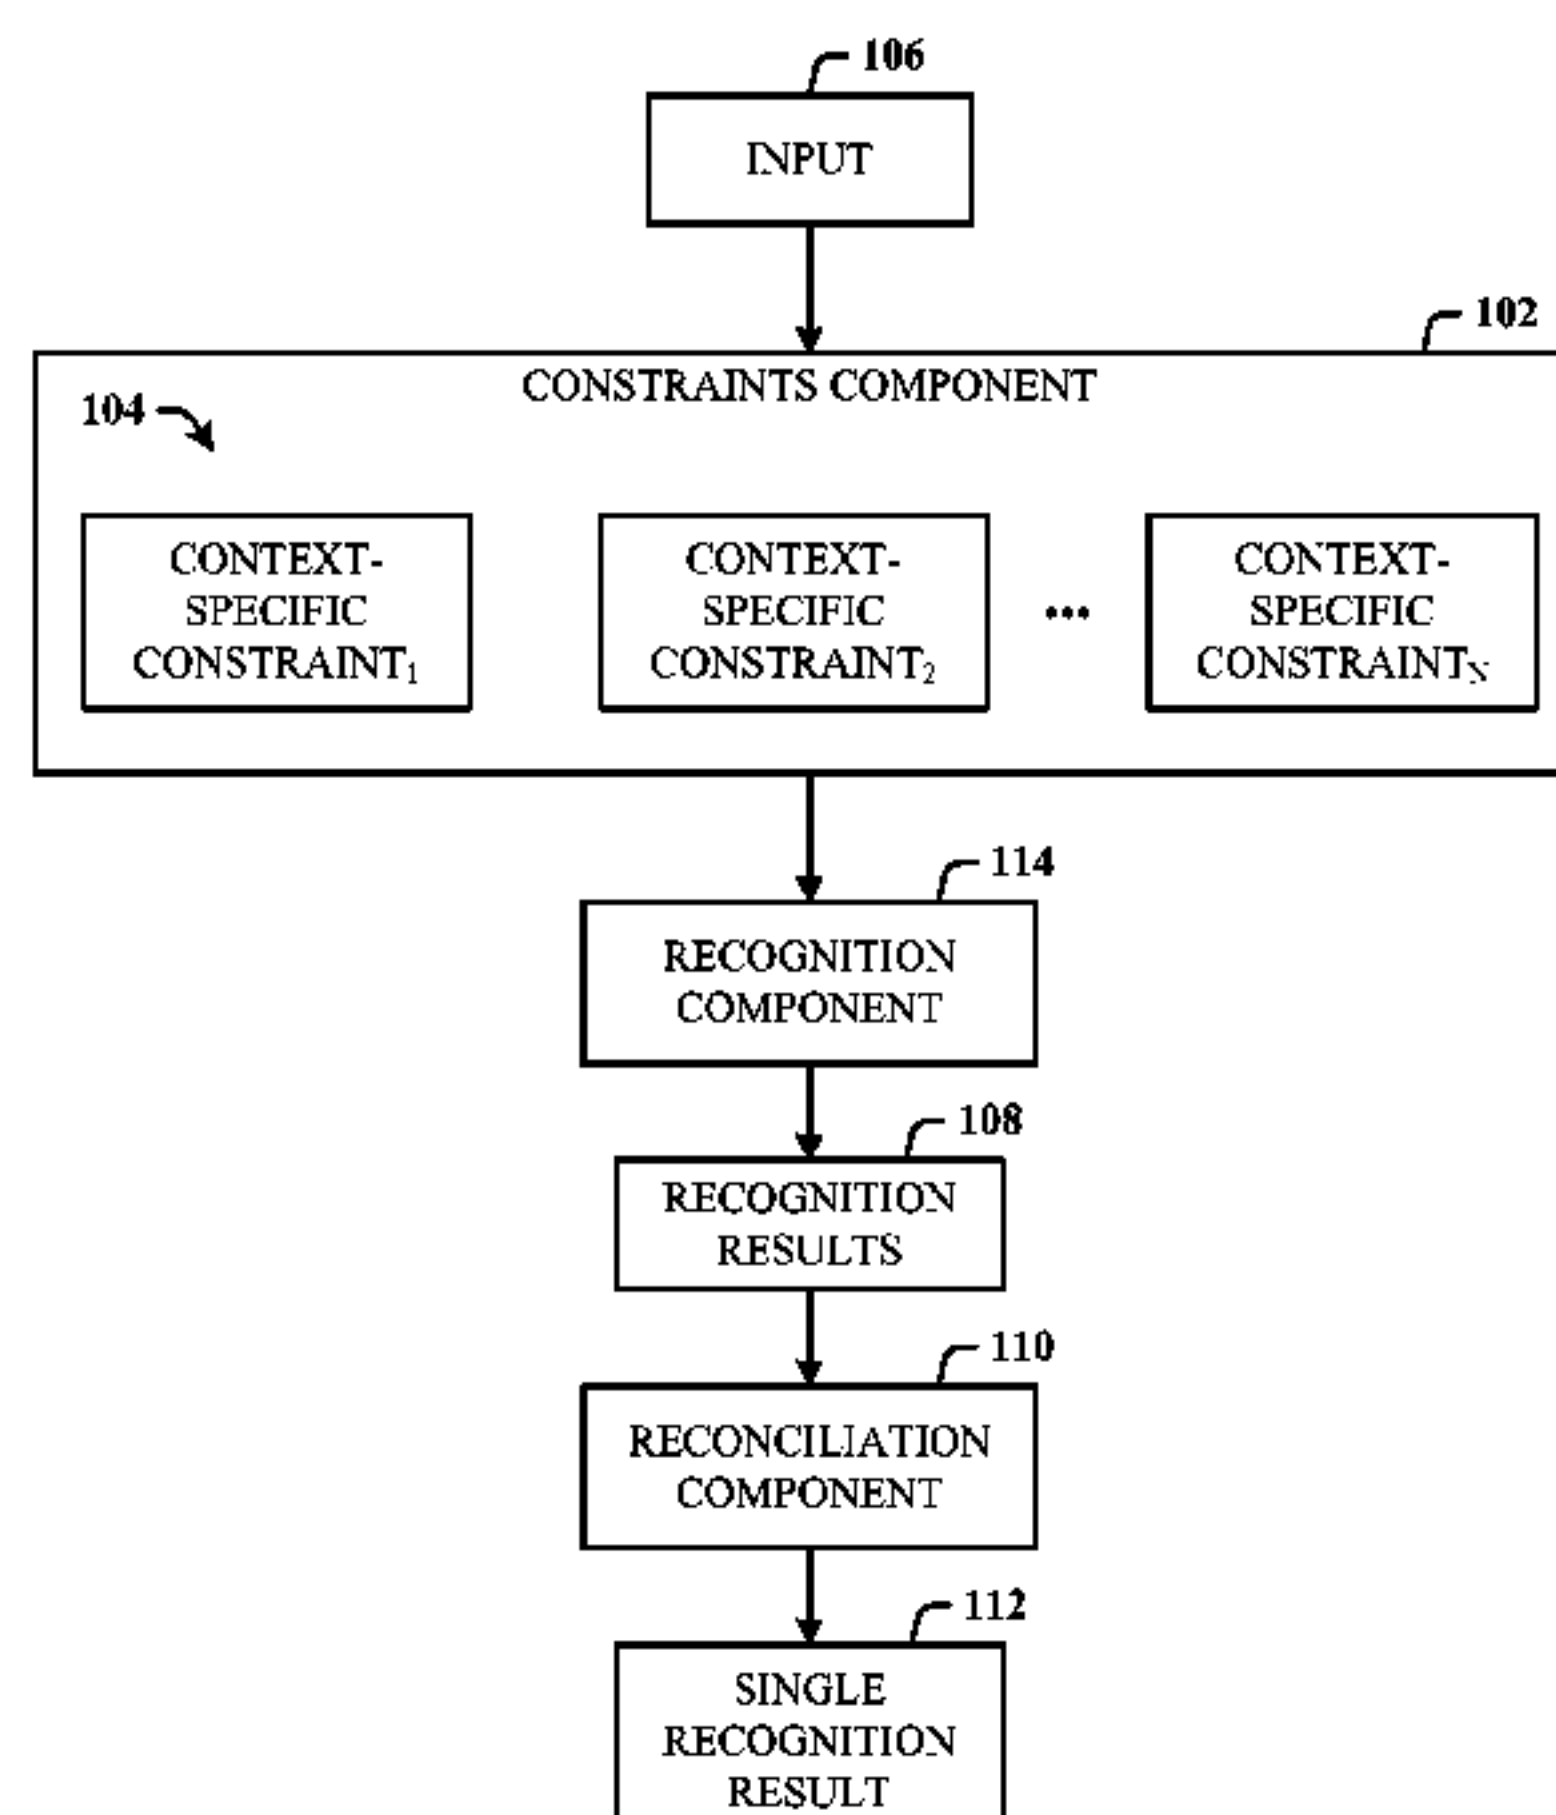 106
INPUT
102
CONSTRAINTS COMPONENT
104
CONTEXT-
SPECIFIC
CONSTRAINT₁
CONTEXT-
SPECIFIC
CONSTRAINT₂
•••
CONTEXT-
SPECIFIC
CONSTRAINT_N
114
RECOGNITION
COMPONENT
108
RECOGNITION
RESULTS
110
RECONCILIATION
COMPONENT
112
SINGLE
RECOGNITION
RESULT